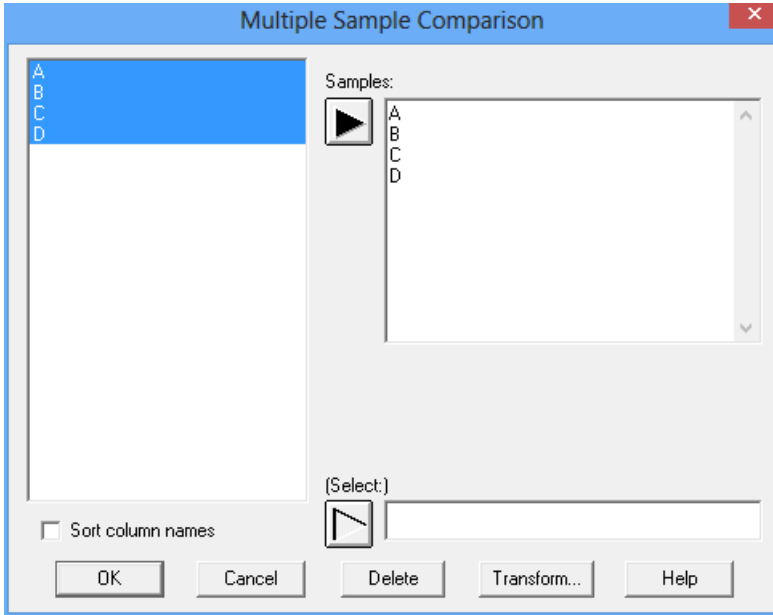 Multiple Sample Comparison
A
B
C
D
Samples:
A
B
C
D
(Select:)
Sort column names
OK Cancel Delete Transform... Help